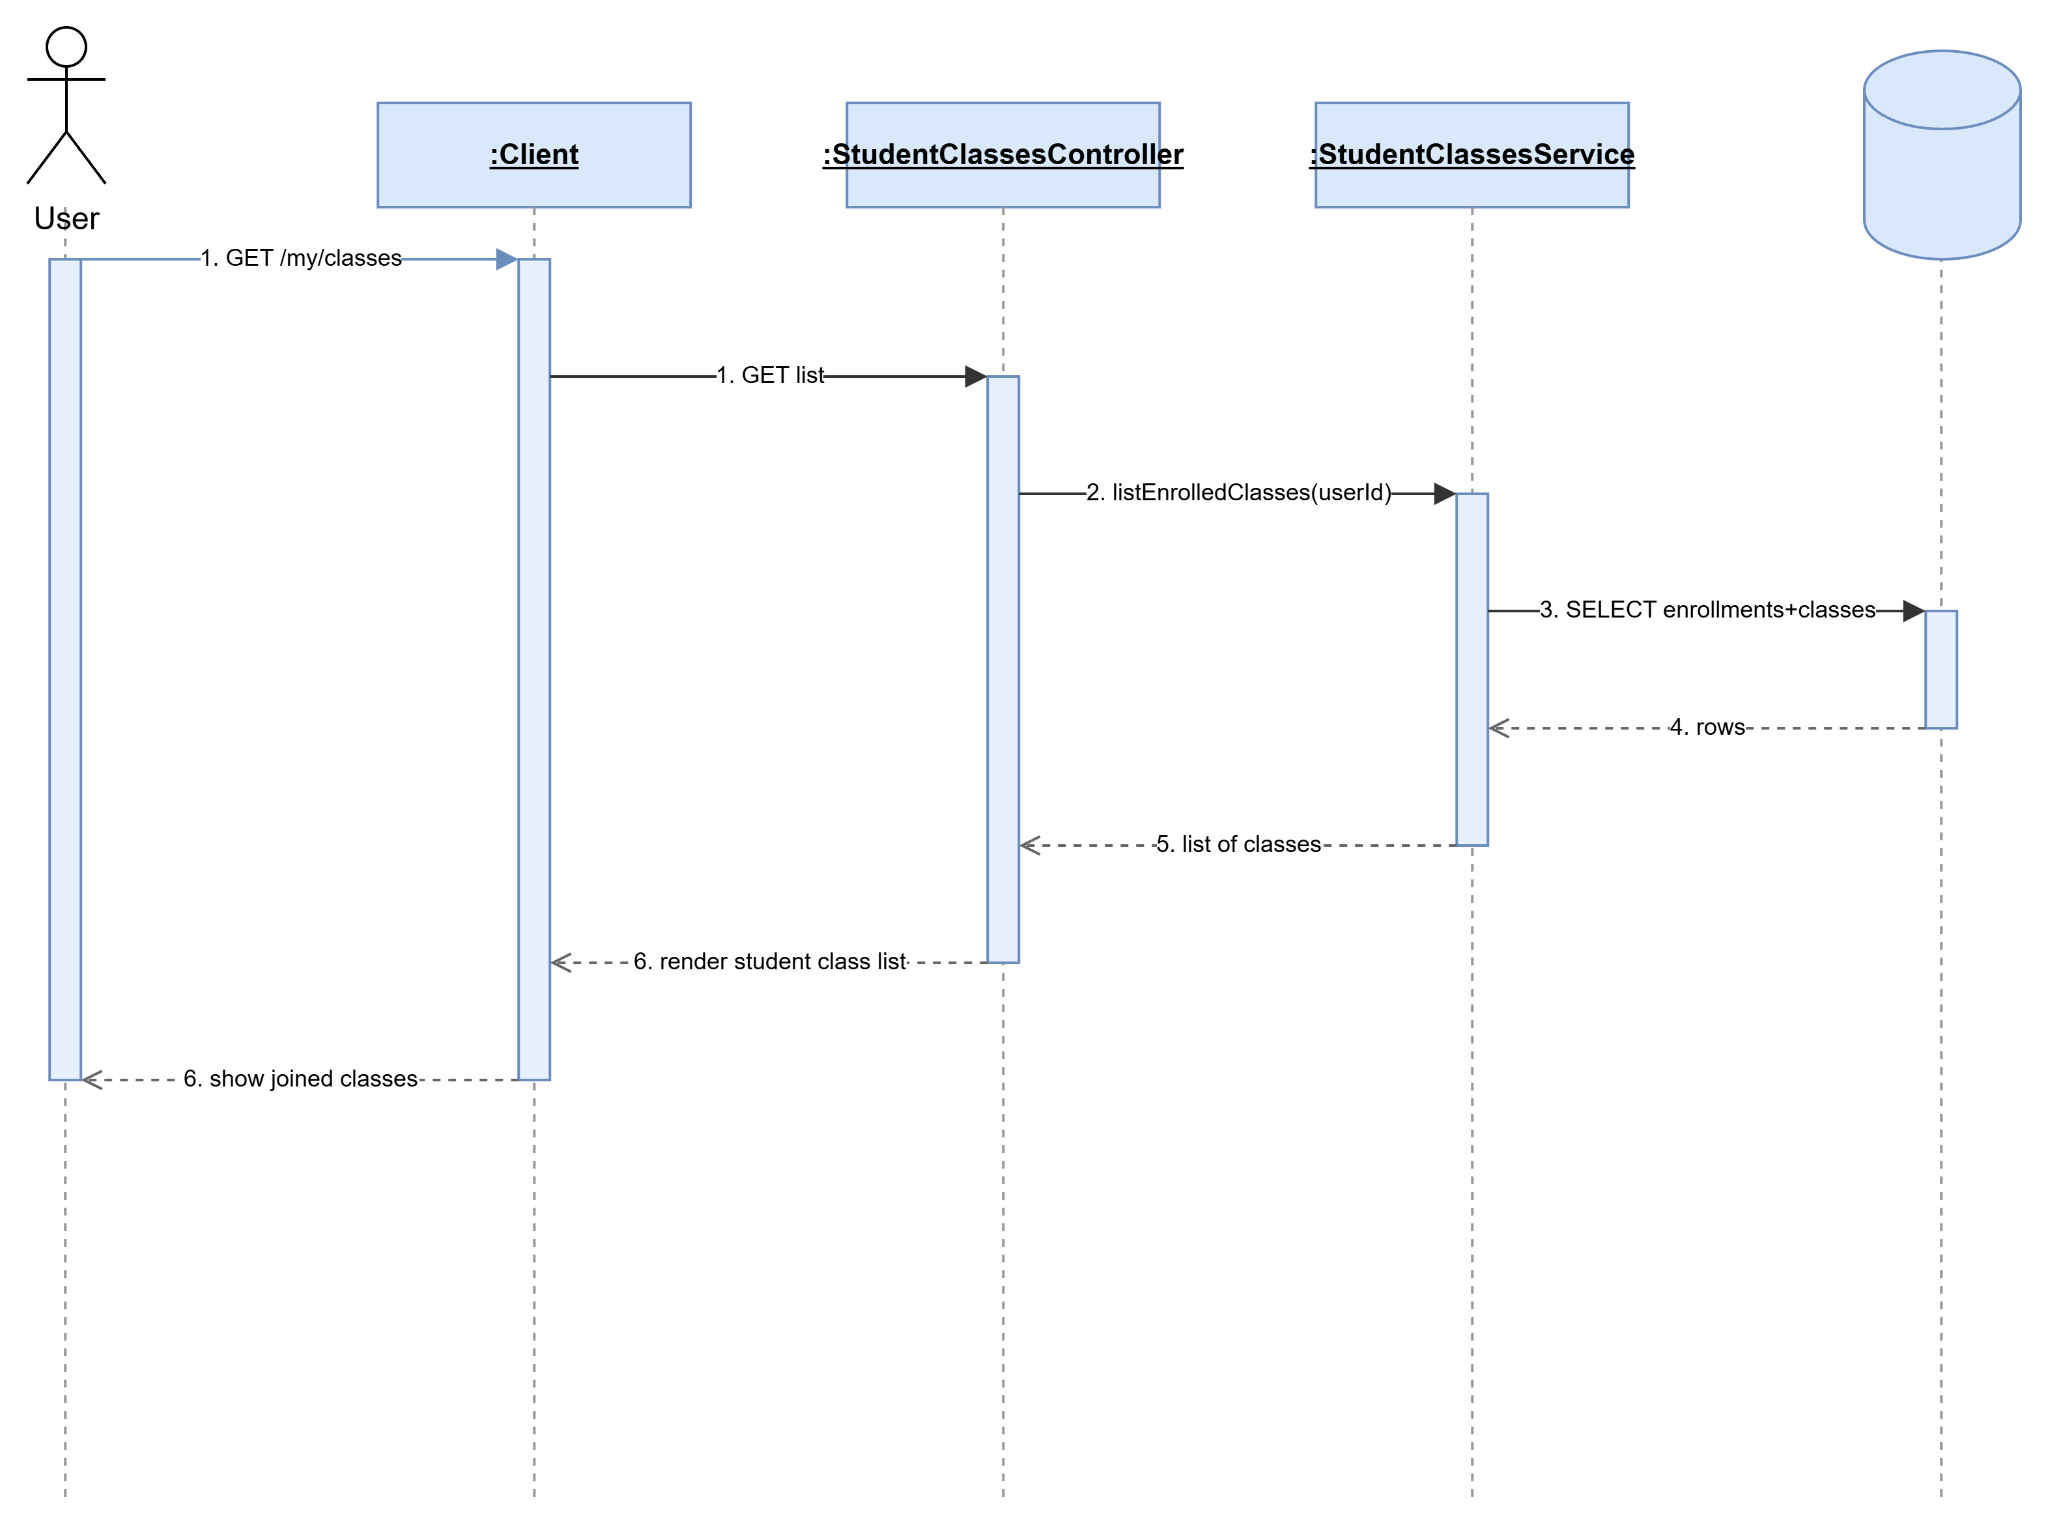 User
:Client
:StudentClassesController
:StudentClassesService
1. GET /my/classes
1. GET list
2. listEnrolledClasses(userId)
3. SELECT enrollments+classes
4. rows
5. list of classes
6. render student class list
6. show joined classes